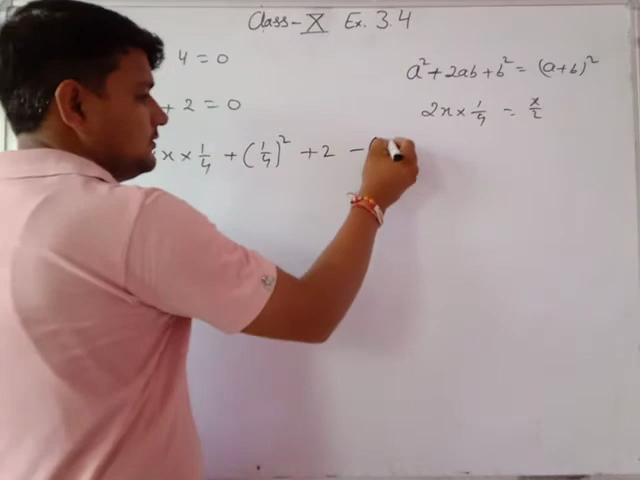 Class-X Ex. 3.4
4 = 0
+ 2 = 0
x × 1/4 + (1/4)² + 2 - (
a² + 2ab + b² = (a+b)²
2x × 1/4 = x/2